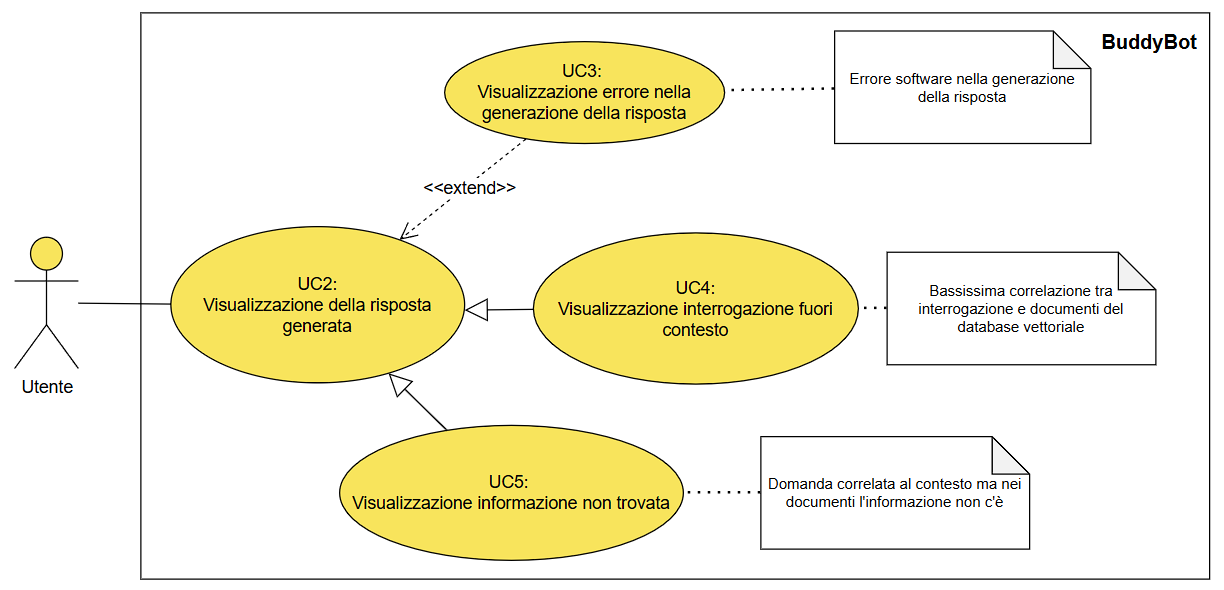 BuddyBot
UC3:
Visualizzazione errore nella
generazione della risposta
Errore software nella generazione
della risposta
<<extend>>
UC2:
Visualizzazione della risposta
generata
UC4:
Visualizzazione interrogazione fuori
contesto
Bassissima correlazione tra
interrogazione e documenti del
database vettoriale
Utente
UC5:
Visualizzazione informazione non trovata
Domanda correlata al contesto ma nei
documenti l'informazione non c'è